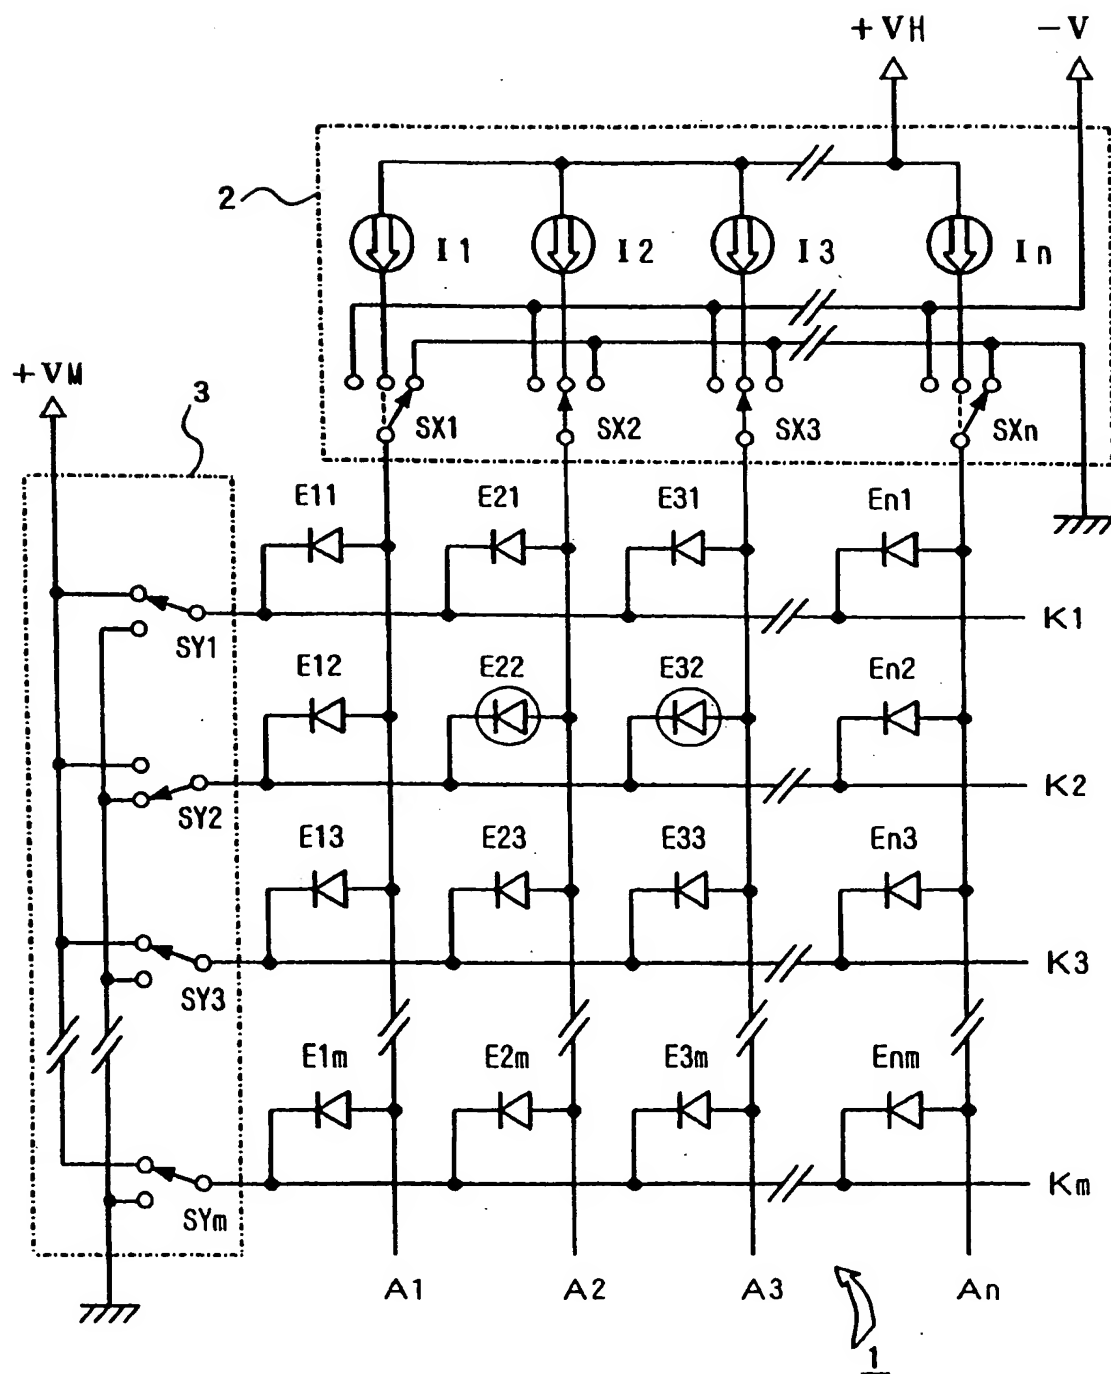 +VH -V
2
I1 I2 I3 In
+VM
3
SX1 SX2 SX3 SXn
E11 E21 E31 En1
SY1 K1
E12 E22 E32 En2
SY2 K2
E13 E23 E33 En3
SY3 K3
E1m E2m E3m Enm
SYm Km
A1 A2 A3 An
1